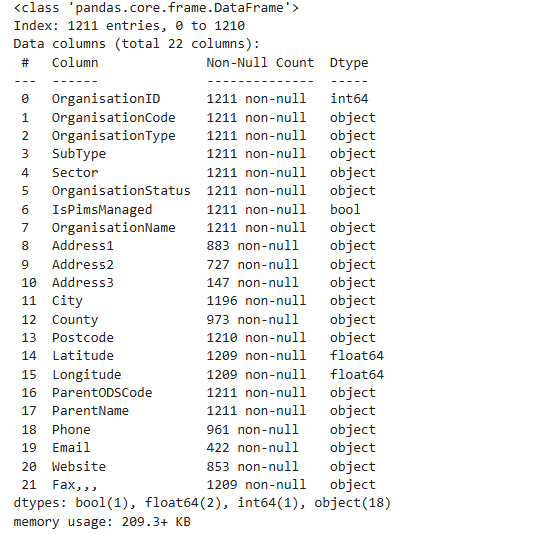 <class 'pandas.core.frame.DataFrame'>
Index: 1211 entries, 0 to 1210
Data columns (total 22 columns):
 #   Column              Non-Null Count  Dtype
---  ------              --------------  -----
 0   OrganisationID      1211 non-null   int64
 1   OrganisationCode    1211 non-null   object
 2   OrganisationType    1211 non-null   object
 3   SubType             1211 non-null   object
 4   Sector              1211 non-null   object
 5   OrganisationStatus  1211 non-null   object
 6   IsPimsManaged       1211 non-null   bool
 7   OrganisationName    1211 non-null   object
 8   Address1            883 non-null    object
 9   Address2            727 non-null    object
 10  Address3            147 non-null    object
 11  City                1196 non-null   object
 12  County              973 non-null    object
 13  Postcode            1210 non-null   object
 14  Latitude            1209 non-null   float64
 15  Longitude           1209 non-null   float64
 16  ParentODSCode       1211 non-null   object
 17  ParentName          1211 non-null   object
 18  Phone               961 non-null    object
 19  Email               422 non-null    object
 20  Website             853 non-null    object
 21  Fax,,,              1209 non-null   object
dtypes: bool(1), float64(2), int64(1), object(18)
memory usage: 209.3+ KB